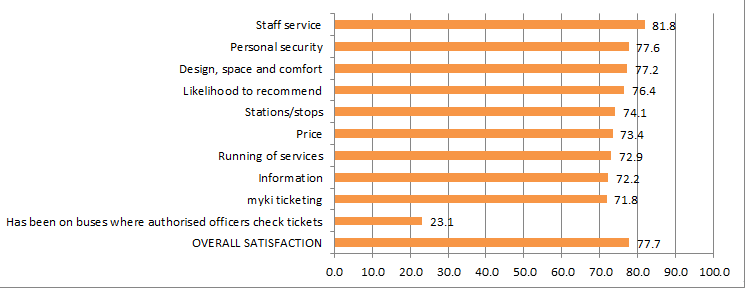 Staff service 81.8
Personal security 77.6
Design, space and comfort 77.2
Likelihood to recommend 76.4
Stations/stops 74.1
Price 73.4
Running of services 72.9
Information 72.2
myki ticketing 71.8
Has been on buses where authorised officers check tickets 23.1
OVERALL SATISFACTION 77.7
0.0 10.0 20.0 30.0 40.0 50.0 60.0 70.0 80.0 90.0 100.0